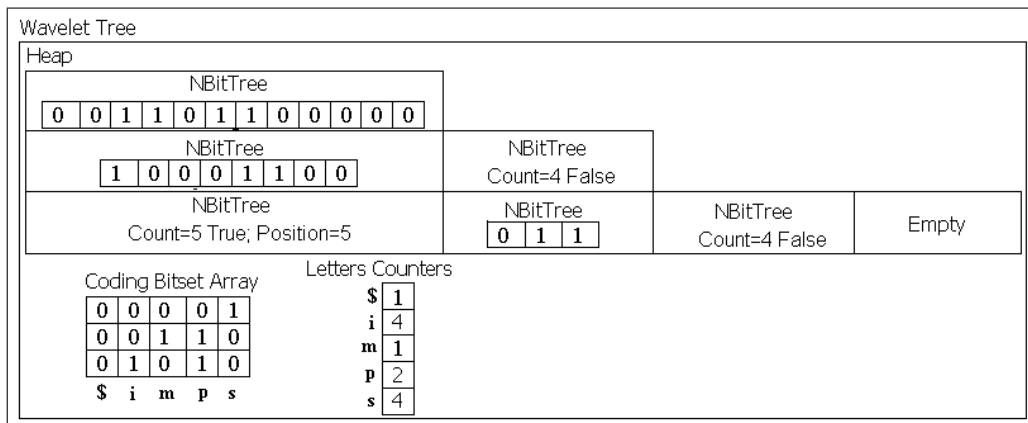 Wavelet Tree
Heap
NBitTree
0 0 1 1 0 1 1 0 0 0 0 0
NBitTree NBitTree
1 0 0 0 1 1 0 0 Count=4 False
NBitTree NBitTree NBitTree Empty
Count=5 True; Position=5 0 1 1 Count=4 False
Coding Bitset Array Letters Counters
0 0 0 0 1
0 0 1 1 0
0 1 0 1 0
$ i m p s
$ 1
i 4
m 1
p 2
s 4